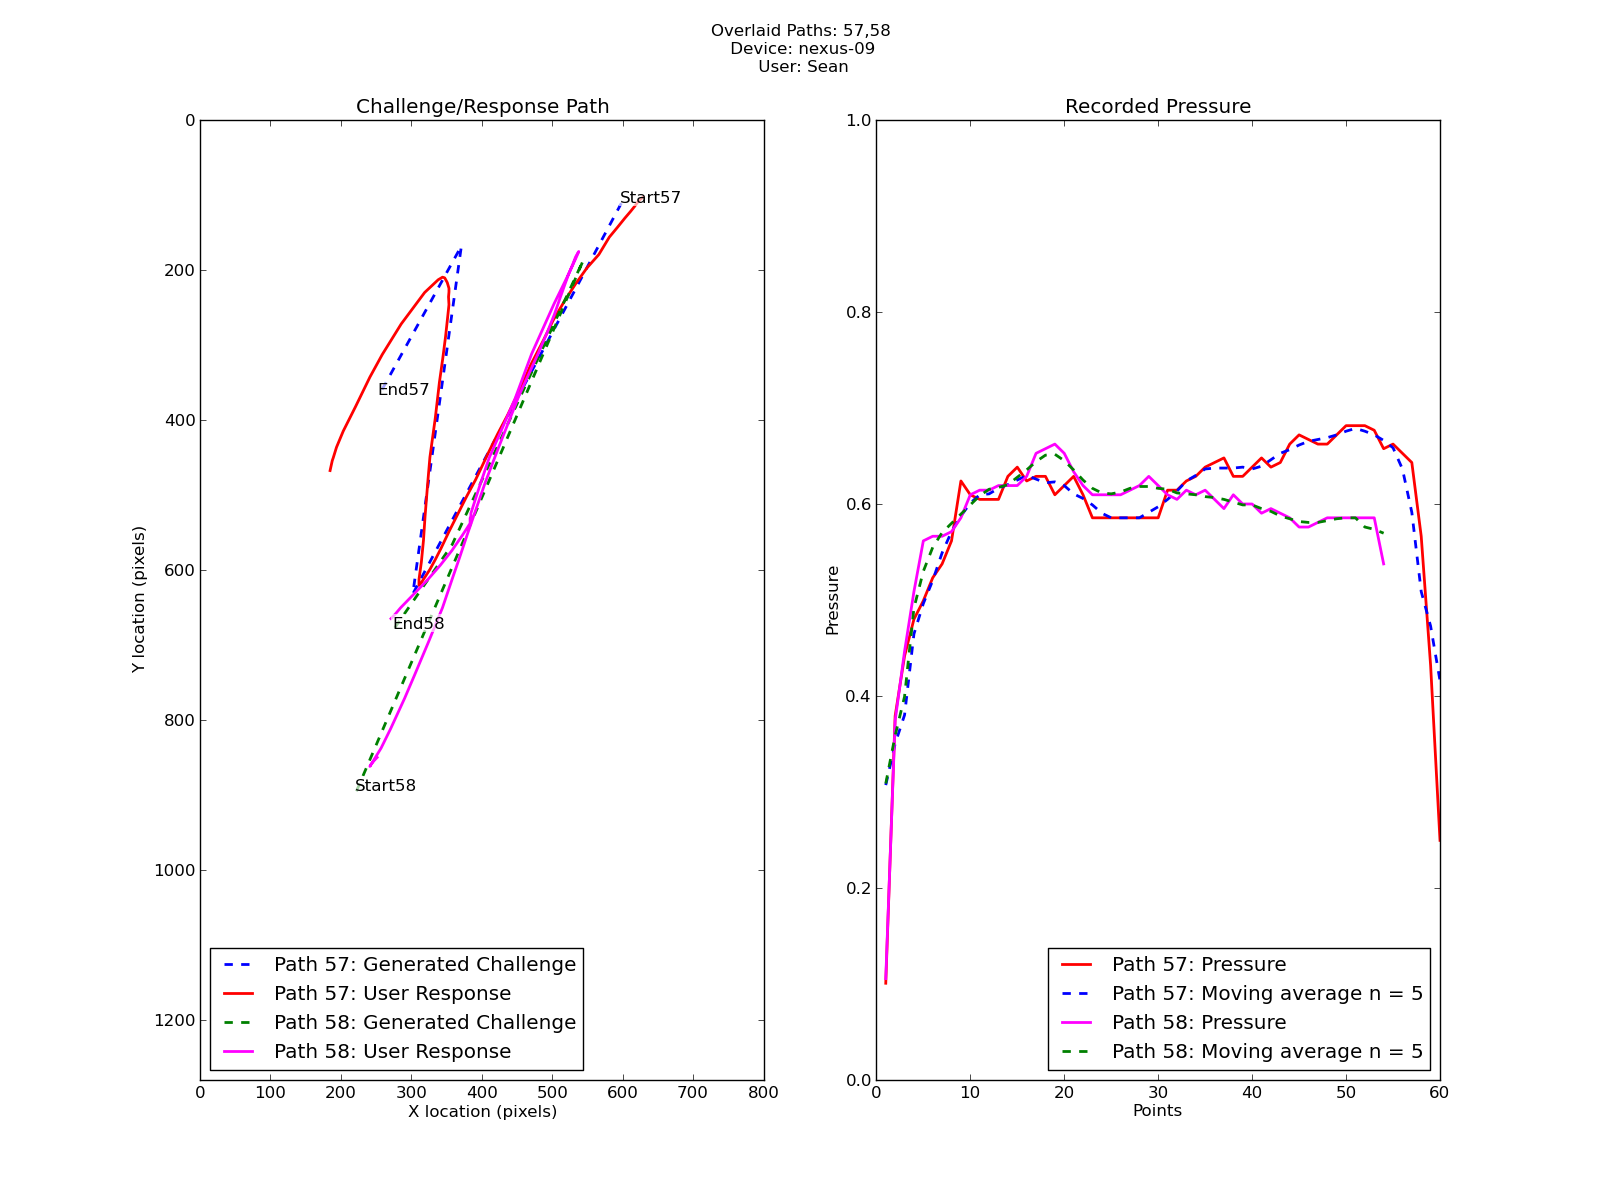 Overlaid Paths: 57,58
Device: nexus-09
User: Sean
Challenge/Response Path
0
200
400
600
800
1000
1200
Y location (pixels)
Start57
End57
End58
Start58
Path 57: Generated Challenge
Path 57: User Response
Path 58: Generated Challenge
Path 58: User Response
0 100 200 300 400 500 600 700 800
X location (pixels)
Recorded Pressure
1.0
0.8
0.6
0.4
0.2
0.0
Pressure
Path 57: Pressure
Path 57: Moving average n = 5
Path 58: Pressure
Path 58: Moving average n = 5
0 10 20 30 40 50 60
Points